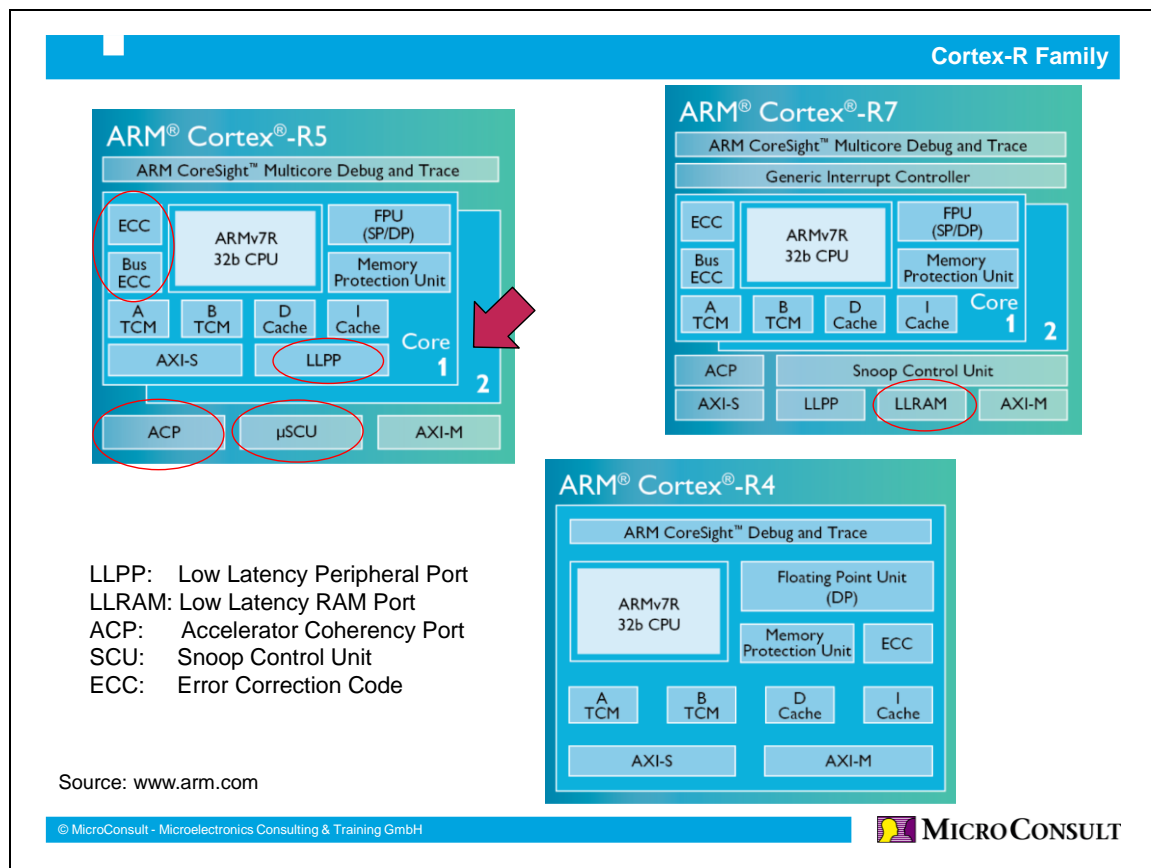 Cortex-R Family
ARM® Cortex®-R5
ARM CoreSight™ Multicore Debug and Trace
ECC
Bus
ECC
ARMv7R
32b CPU
FPU
(SP/DP)
Memory
Protection Unit
A
TCM
B
TCM
D
Cache
I
Cache
AXI-S
LLPP
Core
1
2
ACP
µSCU
AXI-M
ARM® Cortex®-R7
ARM CoreSight™ Multicore Debug and Trace
Generic Interrupt Controller
ECC
Bus
ECC
ARMv7R
32b CPU
FPU
(SP/DP)
Memory
Protection Unit
A
TCM
B
TCM
D
Cache
I
Cache
Core
1
2
ACP
Snoop Control Unit
AXI-S
LLPP
LLRAM
AXI-M
ARM® Cortex®-R4
ARM CoreSight™ Debug and Trace
ARMv7R
32b CPU
Floating Point Unit
(DP)
Memory
Protection Unit
ECC
A
TCM
B
TCM
D
Cache
I
Cache
AXI-S
AXI-M
LLPP: Low Latency Peripheral Port
LLRAM: Low Latency RAM Port
ACP: Accelerator Coherency Port
SCU: Snoop Control Unit
ECC: Error Correction Code
Source: www.arm.com
© MicroConsult - Microelectronics Consulting & Training GmbH
MICROCONSULT